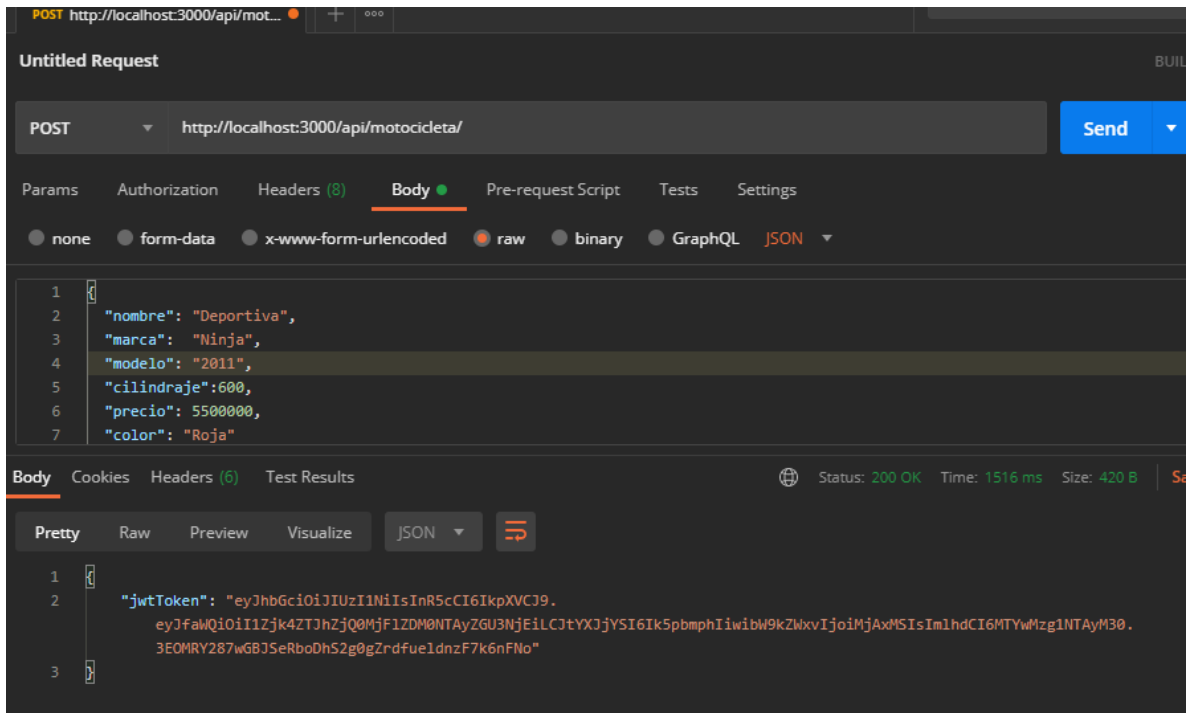 POST http://localhost:3000/api/mot...
Untitled Request
BUIL
POST http://localhost:3000/api/motocicleta/ Send
Params Authorization Headers (8) Body Pre-request Script Tests Settings
none form-data x-www-form-urlencoded raw binary GraphQL JSON
1 {
2 "nombre": "Deportiva",
3 "marca": "Ninja",
4 "modelo": "2011",
5 "cilindraje":600,
6 "precio": 5500000,
7 "color": "Roja"
Body Cookies Headers (6) Test Results Status: 200 OK Time: 1516 ms Size: 420 B Sa
Pretty Raw Preview Visualize JSON
1 {
2 "jwtToken": "eyJhbGciOiJIUzI1NiIsInR5cCI6IkpXVCJ9.
eyJfaWQiOiI1Zjk4ZTJhZjQ0MjF1ZDM0NTAyZGU3NjEiLCJtYXJjYSI6Ik5pbmphIiwibW9kZWxvIjoiMjAxMSIsImlhdCI6MTYwMzg1NTAyM30.
3EOMRY287wGBJSeRboDhS2g0gZrdfueldnzF7k6nFNo"
3 }